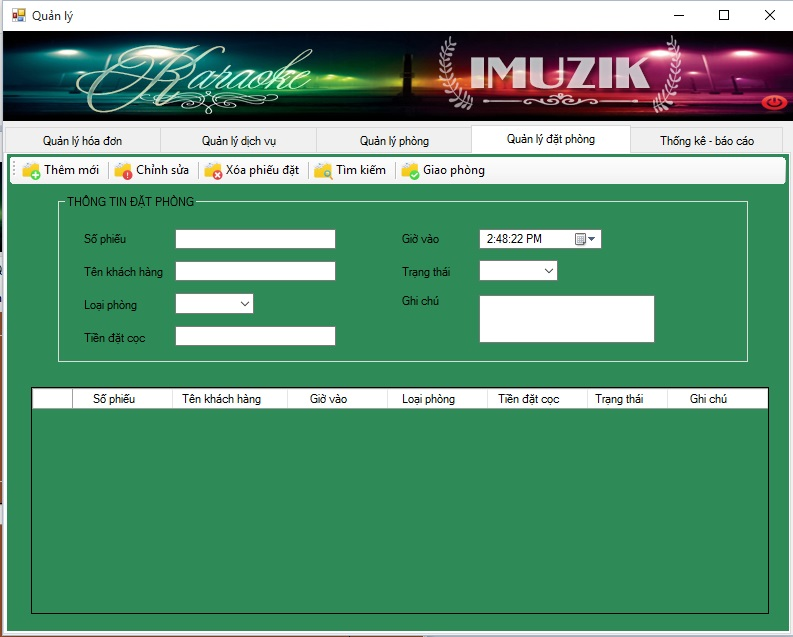 Quản lý
Karaoke IMUZIK
Quản lý hóa đơn Quản lý dịch vụ Quản lý phòng Quản lý đặt phòng Thống kê - báo cáo
Thêm mới Chỉnh sửa Xóa phiếu đặt Tìm kiếm Giao phòng
THÔNG TIN ĐẶT PHÒNG
Số phiếu Giờ vào 2:48:22 PM
Tên khách hàng Trạng thái
Loại phòng Ghi chú
Tiền đặt cọc
Số phiếu Tên khách hàng Giờ vào Loại phòng Tiền đặt cọc Trạng thái Ghi chú